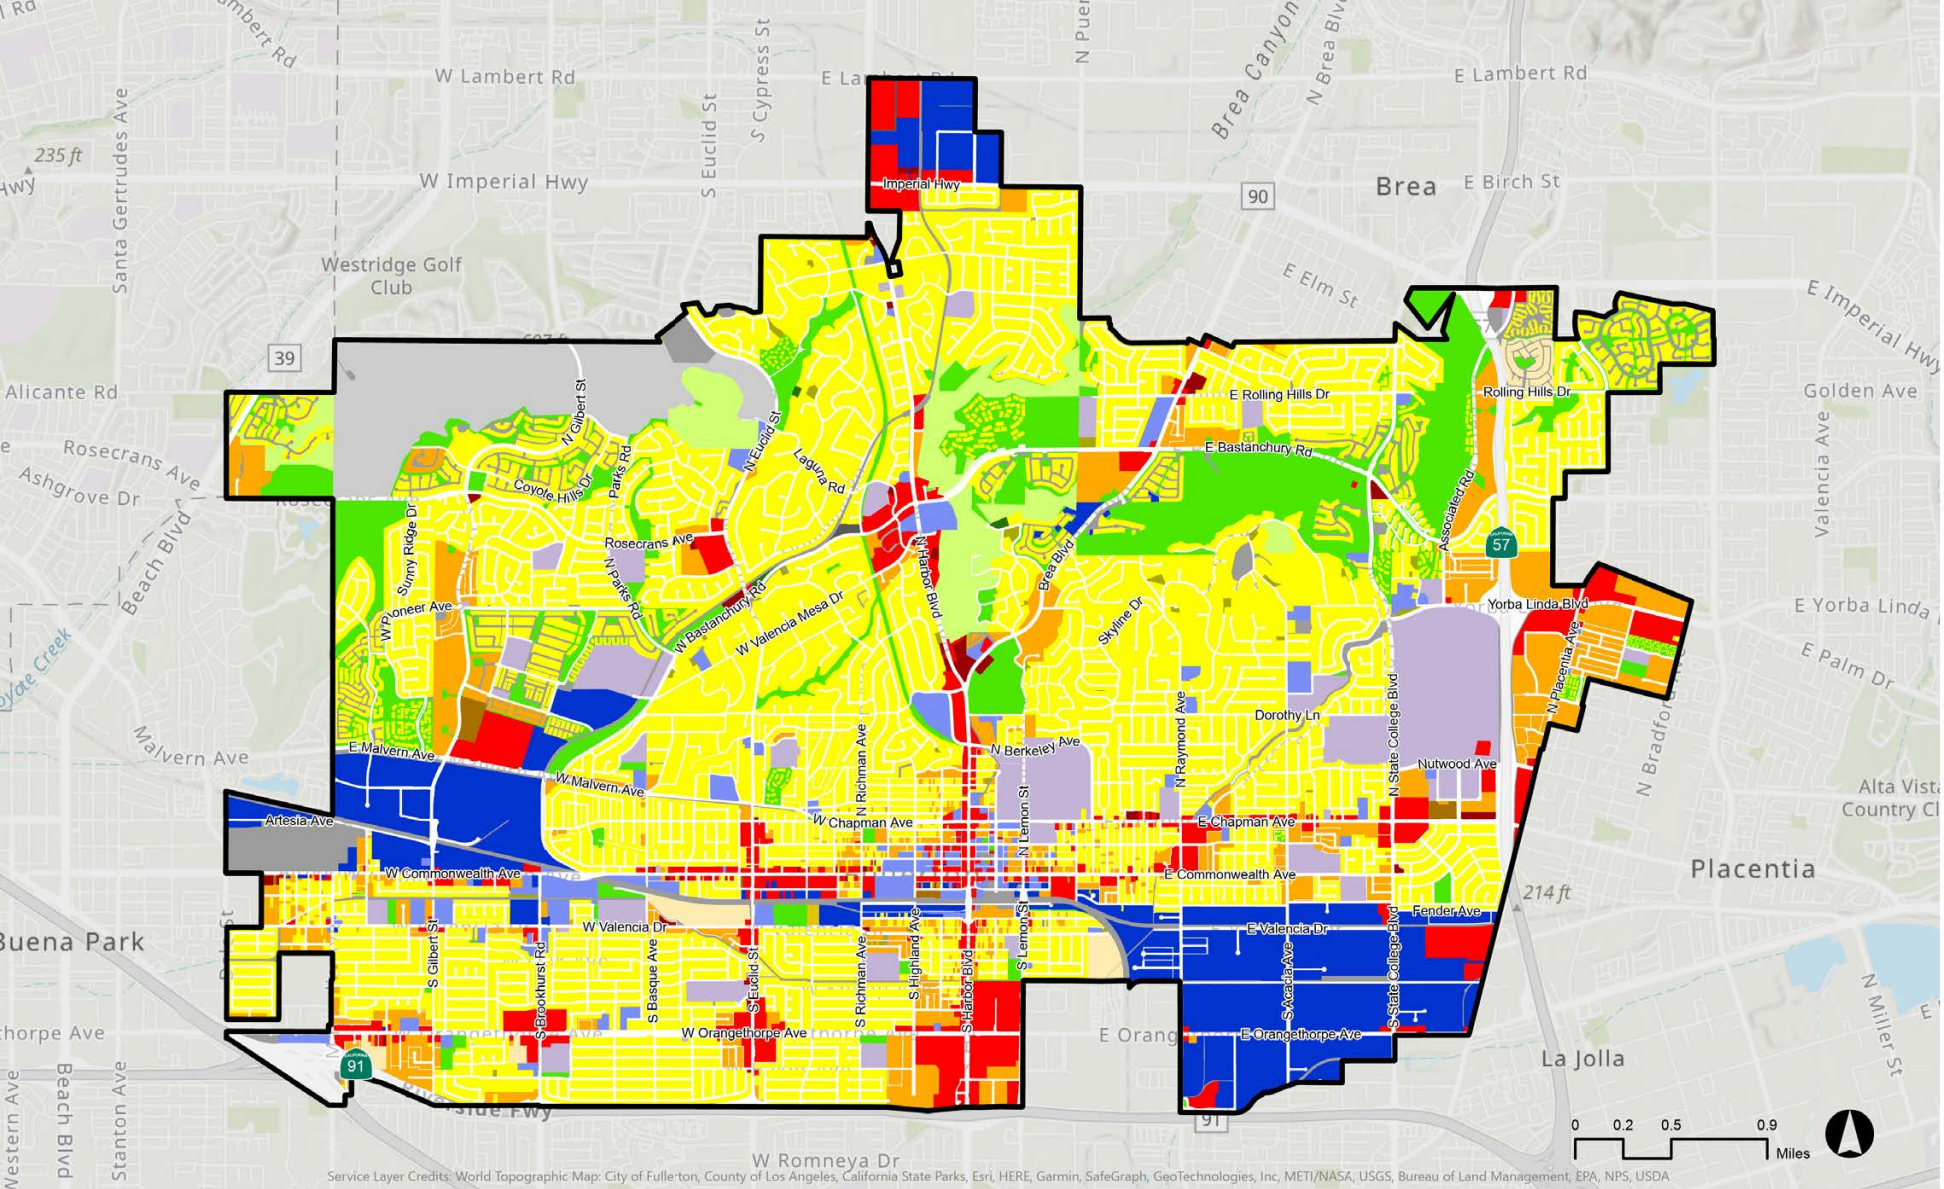 W Lambert Rd
E Lambert Rd
E Lambert Rd
Santa Gertrudes Ave
S Euclid St
S Cypress St
Brea Canyon
N Brea Blv
235 ft
Hwy
W Imperial Hwy
Imperial Hwy
90
Brea
E Birch St
Westridge Golf
Club
E Elm St
E Imperial Hwy
39
Alicante Rd
N Gilbert St
E Rolling Hills Dr
Rolling Hills Dr
Golden Ave
Rosecrans Ave
Ashgrove Dr
Coyote Hills Dr
Parks Rd
N Euclid St
Laguna Rd
E Bastanchury Rd
Associated Rd
Valencia Ave
Beach Blvd
Sunny Ridge Dr
Rosecrans Ave
N Parks Rd
N Harbor Blvd
Brea Blvd
57
W Pioneer Ave
W Bastanchury Rd
W Valencia Mesa Dr
Skyline Dr
Yorba Linda Blvd
E Yorba Linda
oyote Creek
N Placentia Ave
E Palm Dr
Malvern Ave
E Malvern Ave
N Richman Ave
N Berkeley Ave
N Raymond Ave
Dorothy Ln
N State College Blvd
Nutwood Ave
W Malvern Ave
Alta Vista
Country Cl
Artesia Ave
W Chapman Ave
N Lemon St
E Chapman Ave
W Commonwealth Ave
E Commonwealth Ave
Placentia
214 ft
Buena Park
S Gilbert St
S Brookhurst Rd
W Valencia Dr
S Basque Ave
S Euclid St
S Richman Ave
S Highland Ave
S Harbor Blvd
S Lemon St
E Valencia Dr
S Acacia Ave
S State College Blvd
Fender Ave
N Miller St
thorpe Ave
W Orangethorpe Ave
E Orang
E Orangethorpe Ave
91
La Jolla
Western Ave
Beach Blvd
Stanton Ave
Riverside Fwy
91
0 0.2 0.5 0.9
Miles
W Romneya Dr
Service Layer Credits: World Topographic Map: City of Fullerton, County of Los Angeles, California State Parks, Esri, HERE, Garmin, SafeGraph, GeoTechnologies, Inc, METI/NASA, USGS, Bureau of Land Management, EPA, NPS, USDA